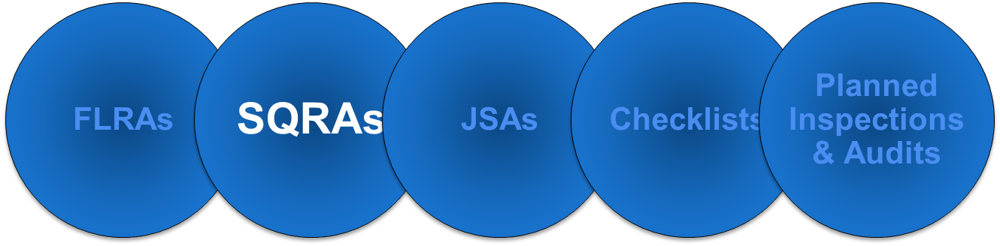 FLRAs
SQRAs
JSAs
Checklists
Planned
Inspections
& Audits